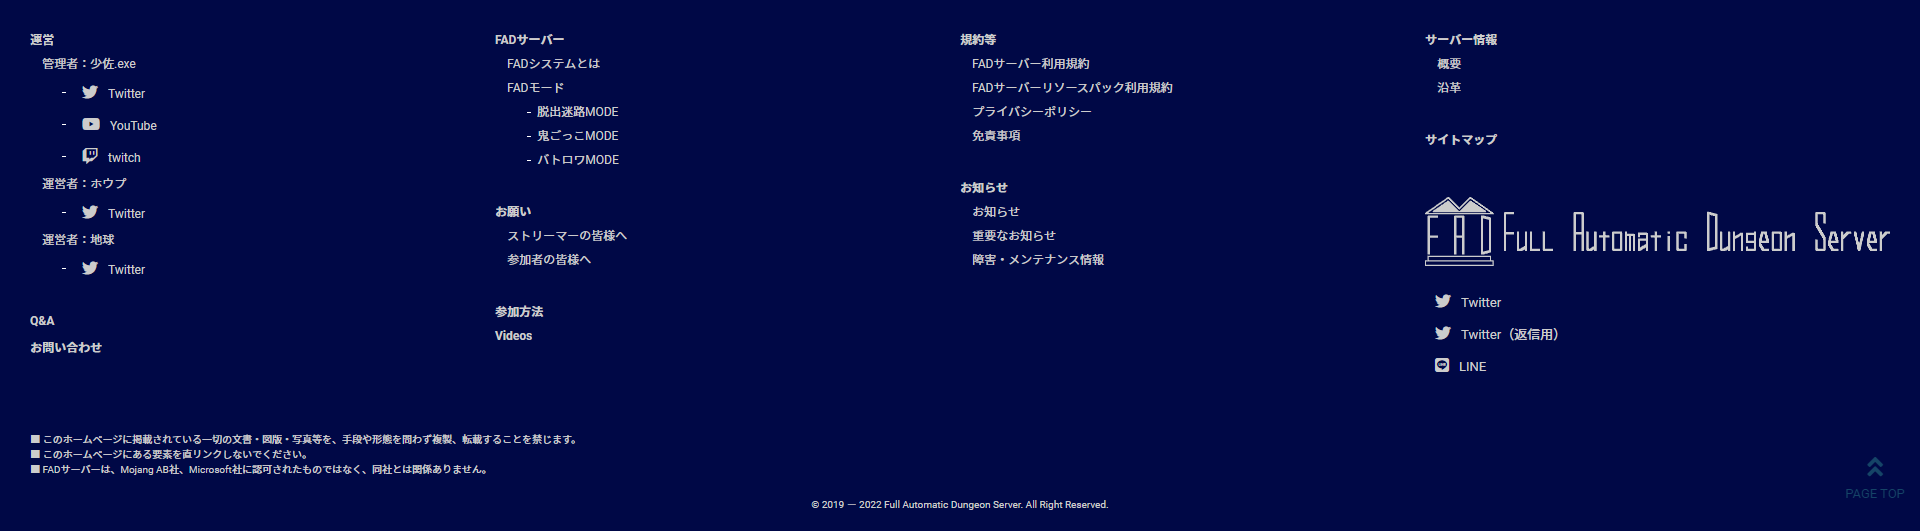 運営
管理者：少佐.exe
- Twitter
- YouTube
- twitch
運営者：ホウプ
- Twitter
運営者：地球
- Twitter
Q&A
お問い合わせ
FADサーバー
FADシステムとは
FADモード
- 脱出迷路MODE
- 鬼ごっこMODE
- バトロワMODE
お願い
ストリーマーの皆様へ
参加者の皆様へ
参加方法
Videos
規約等
FADサーバー利用規約
FADサーバーリソースパック利用規約
プライバシーポリシー
免責事項
お知らせ
お知らせ
重要なお知らせ
障害・メンテナンス情報
サーバー情報
概要
沿革
サイトマップ
FAD Full Automatic Dungeon Server
Twitter
Twitter（返信用）
LINE
■ このホームページに掲載されている一切の文書・図版・写真等を、手段や形態を問わず複製、転載することを禁じます。
■ このホームページにある要素を直リンクしないでください。
■ FADサーバーは、Mojang AB社、Microsoft社に認可されたものではなく、同社とは関係ありません。
PAGE TOP
© 2019 — 2022 Full Automatic Dungeon Server. All Right Reserved.